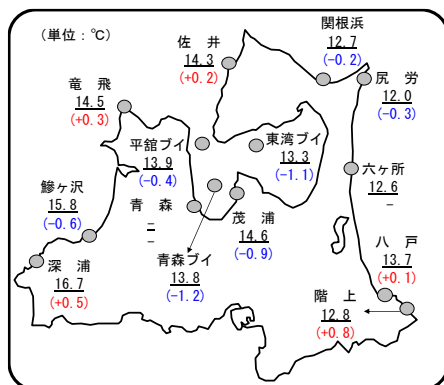 (単位：℃)
佐井
14.3
(+0.2)
関根浜
12.7
(-0.2)
尻労
12.0
(-0.3)
竜飛
14.5
(+0.3)
平舘ブイ
13.9
(-0.4)
東湾ブイ
13.3
(-1.1)
六ヶ所
12.6
-
鰺ヶ沢
15.8
(-0.6)
青森
-
-
茂浦
14.6
(-0.9)
八戸
13.7
(+0.1)
深浦
16.7
(+0.5)
青森ブイ
13.8
(-1.2)
階上
12.8
(+0.8)